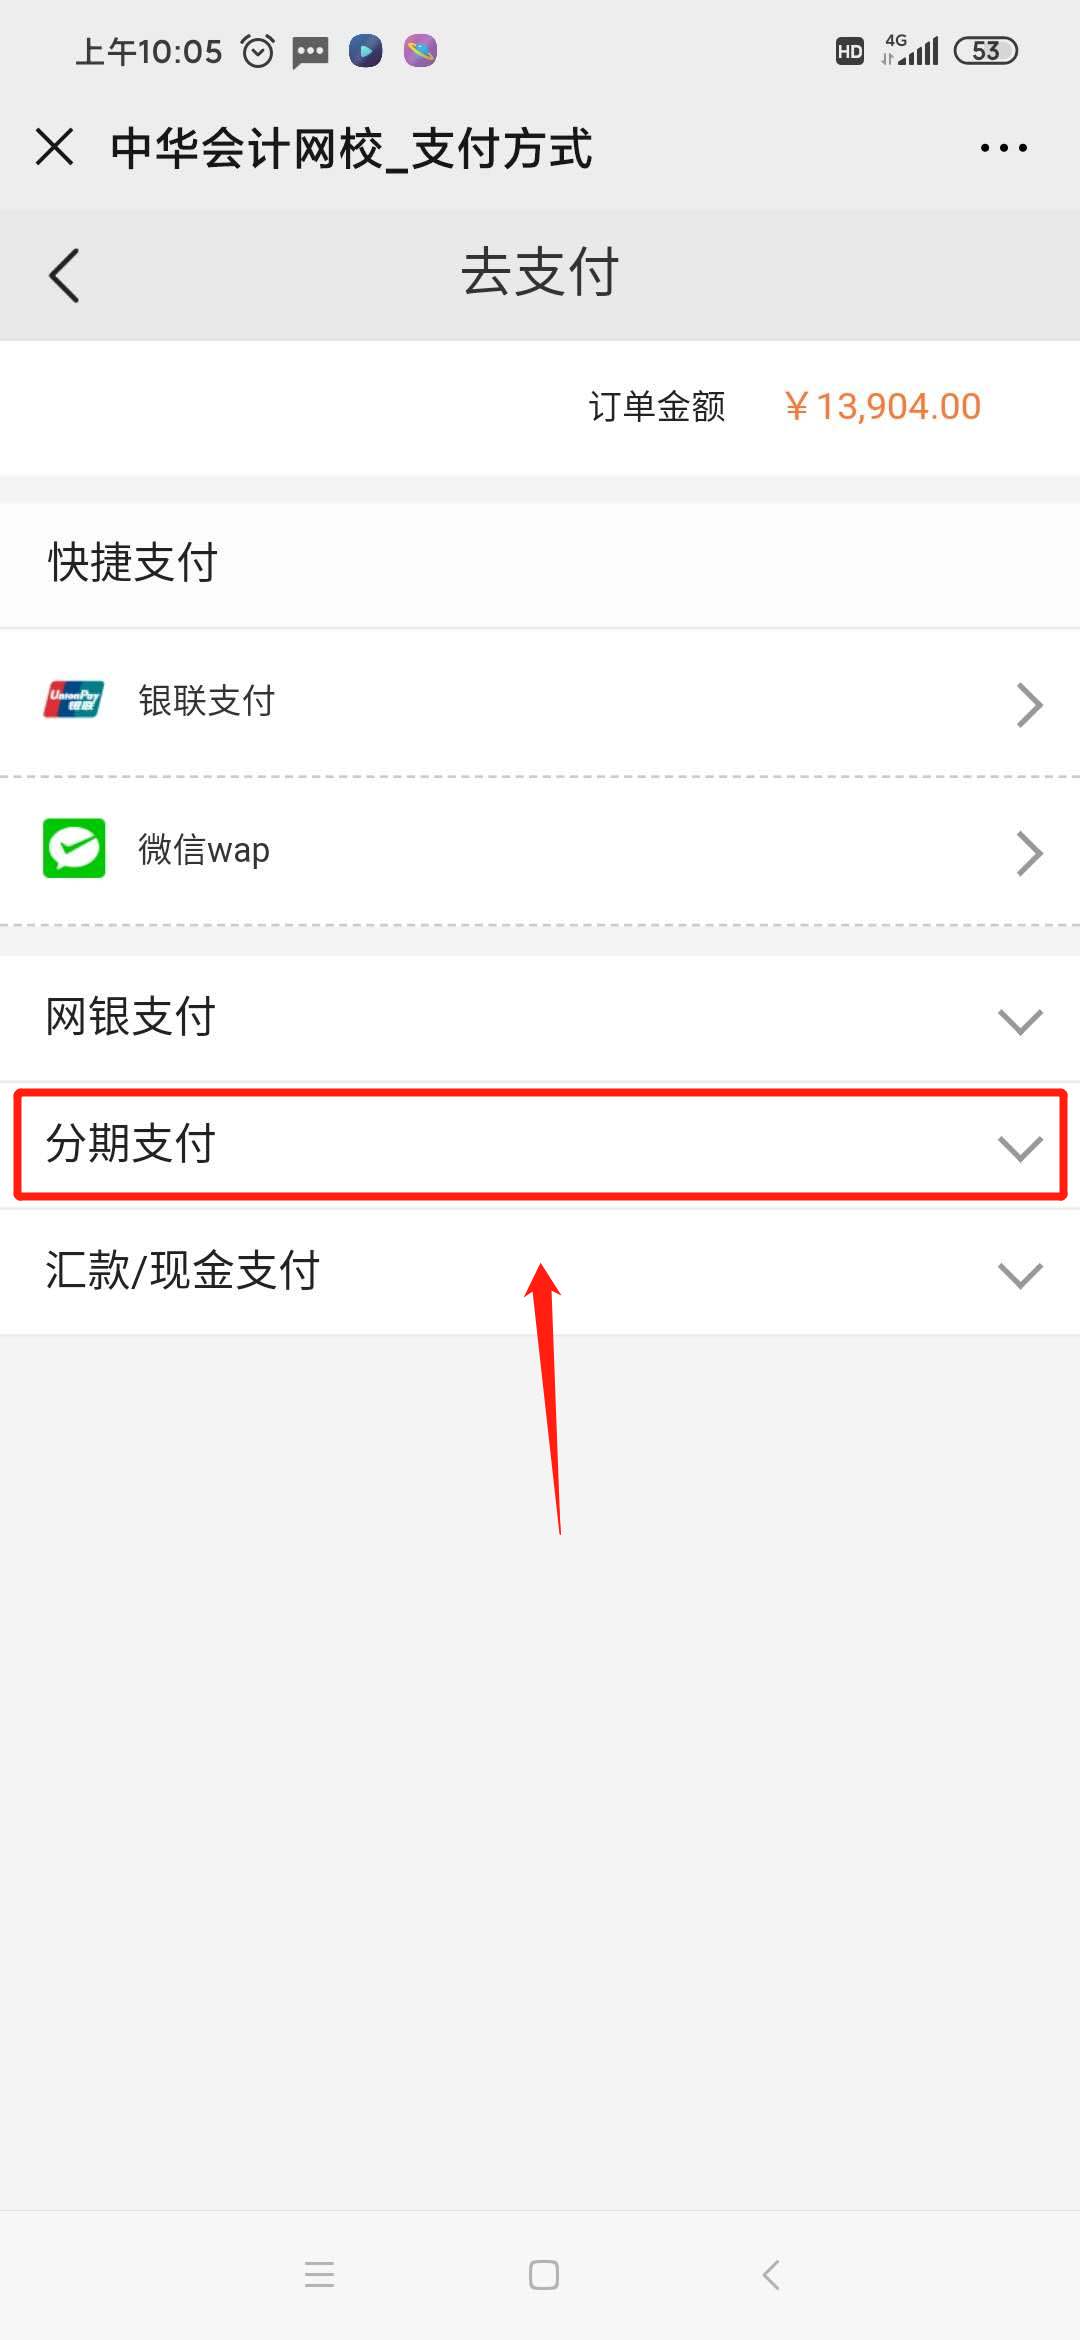 上午10:05
HD 4G 53
中华会计网校_支付方式
去支付
订单金额 ￥13,904.00
快捷支付
UnionPay
银联
银联支付
微信wap
网银支付
分期支付
汇款/现金支付